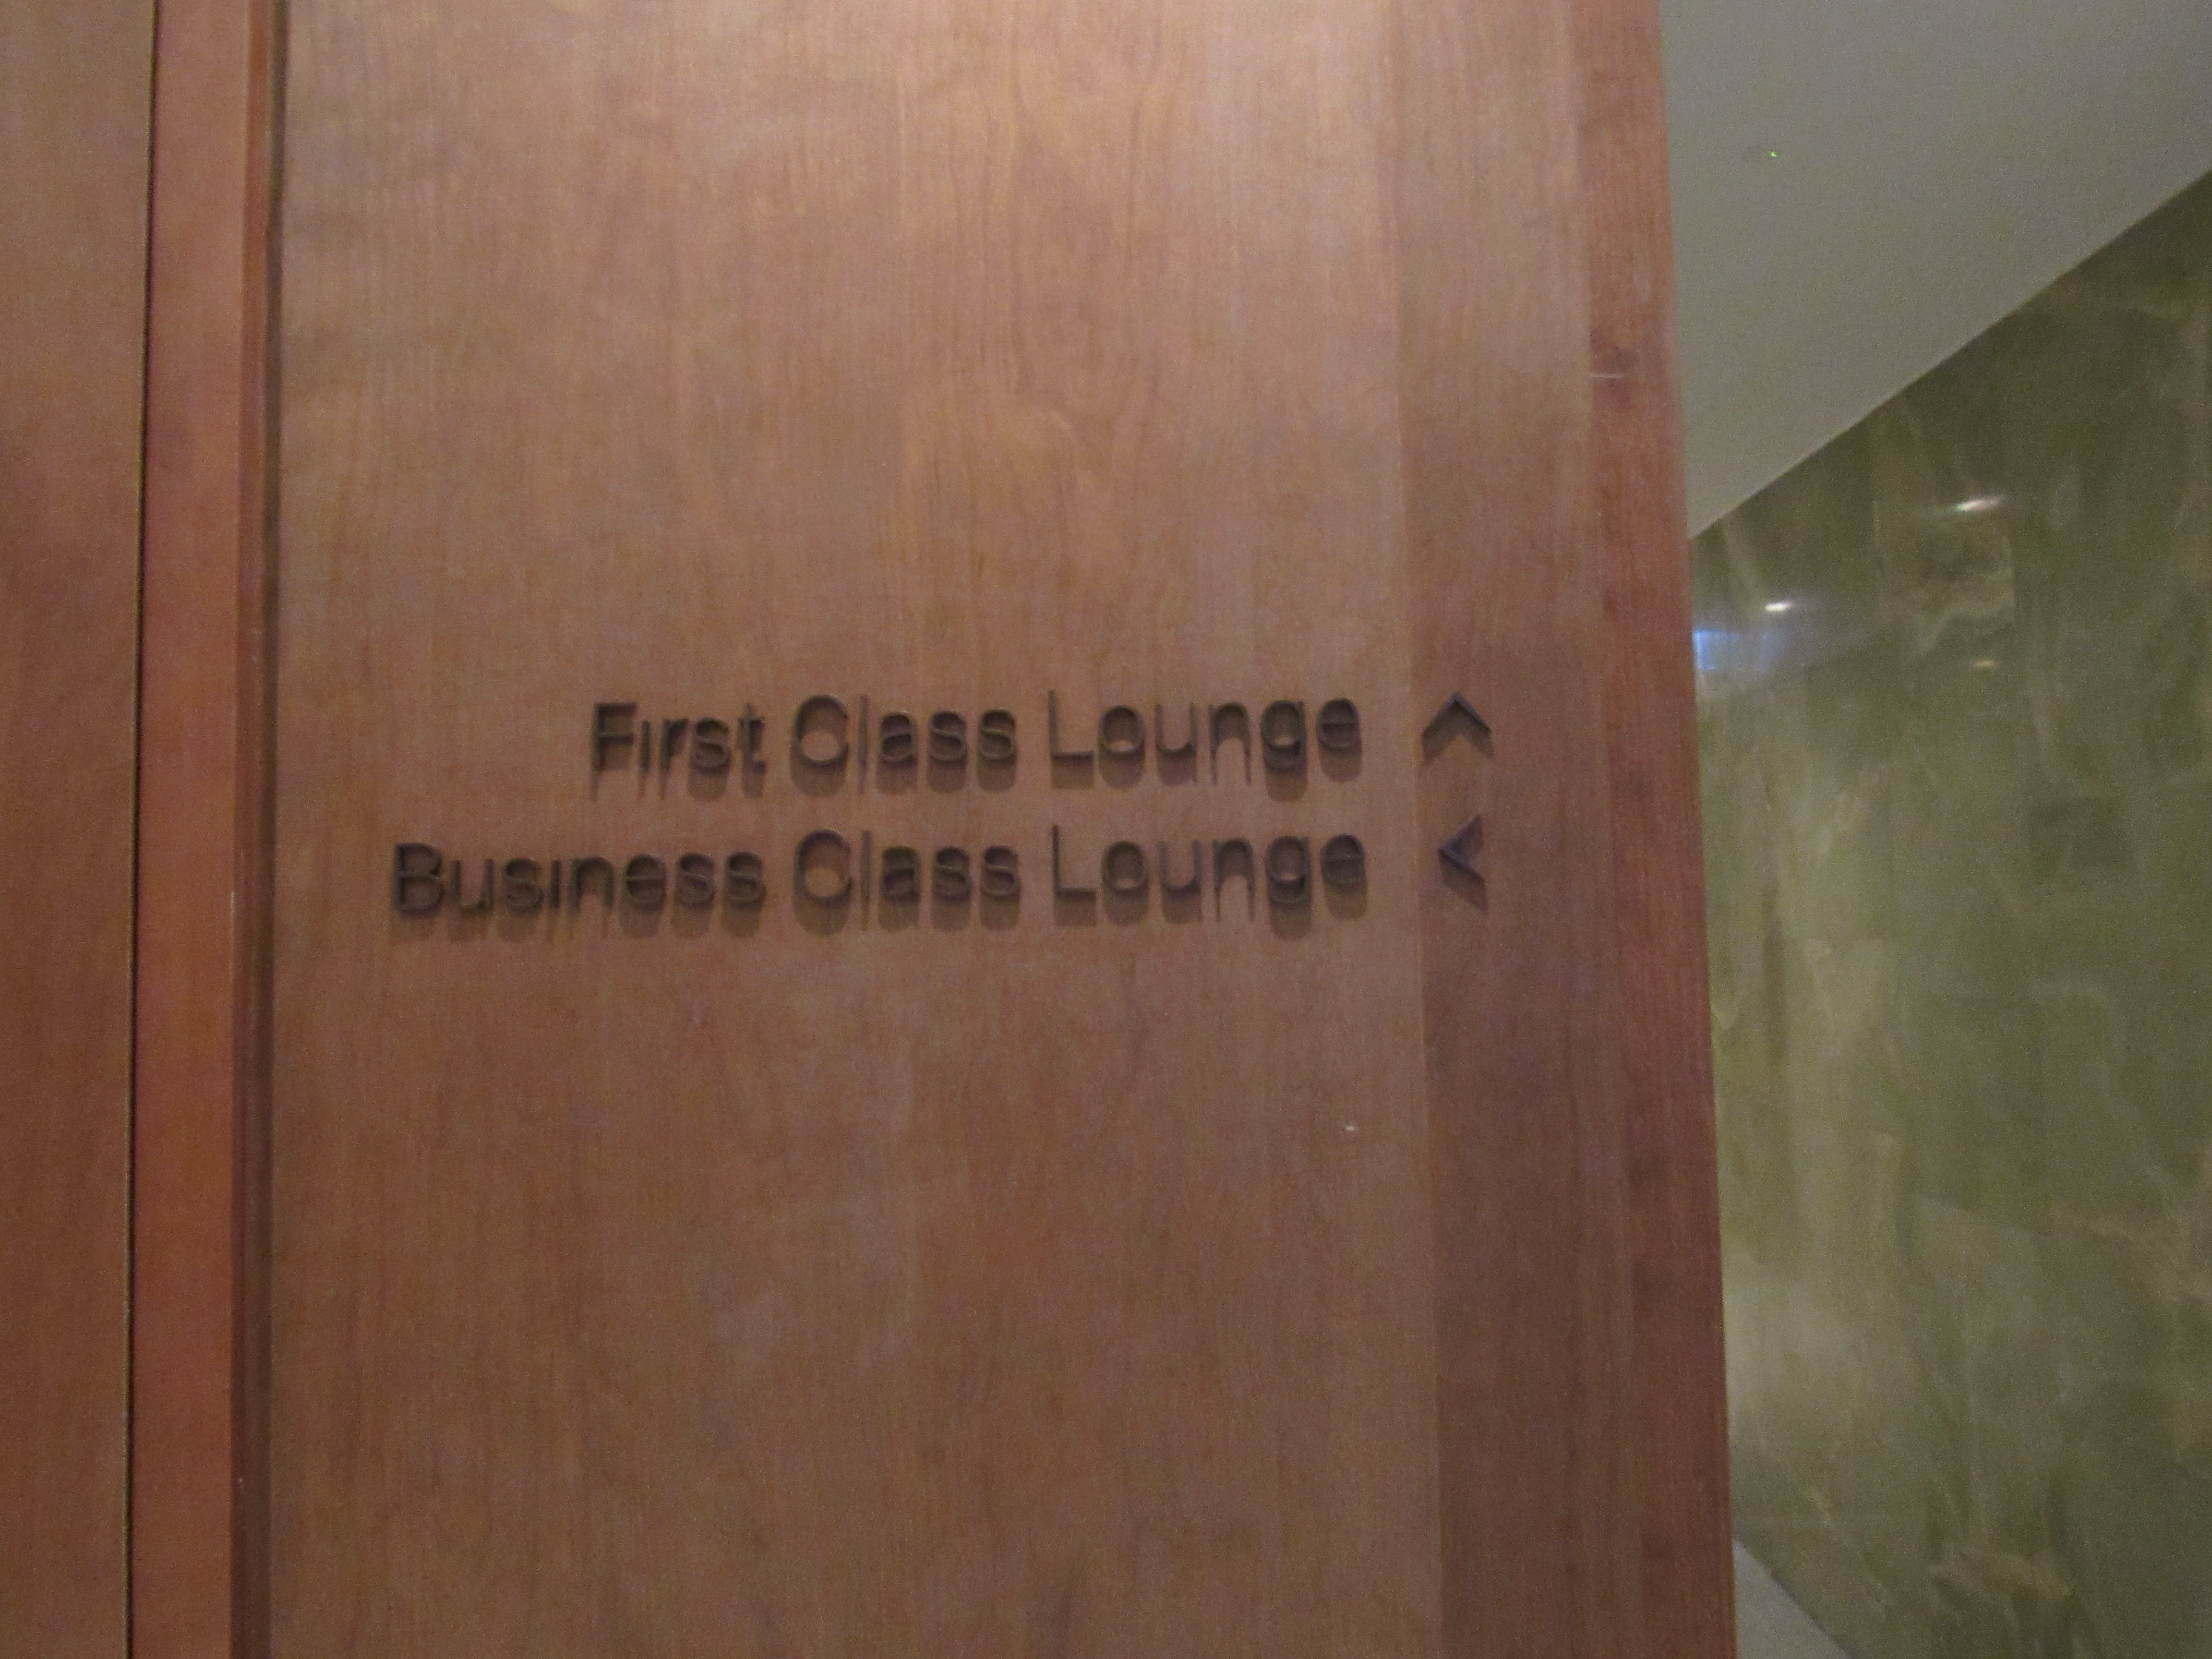 First Class Lounge ^
Business Class Lounge <